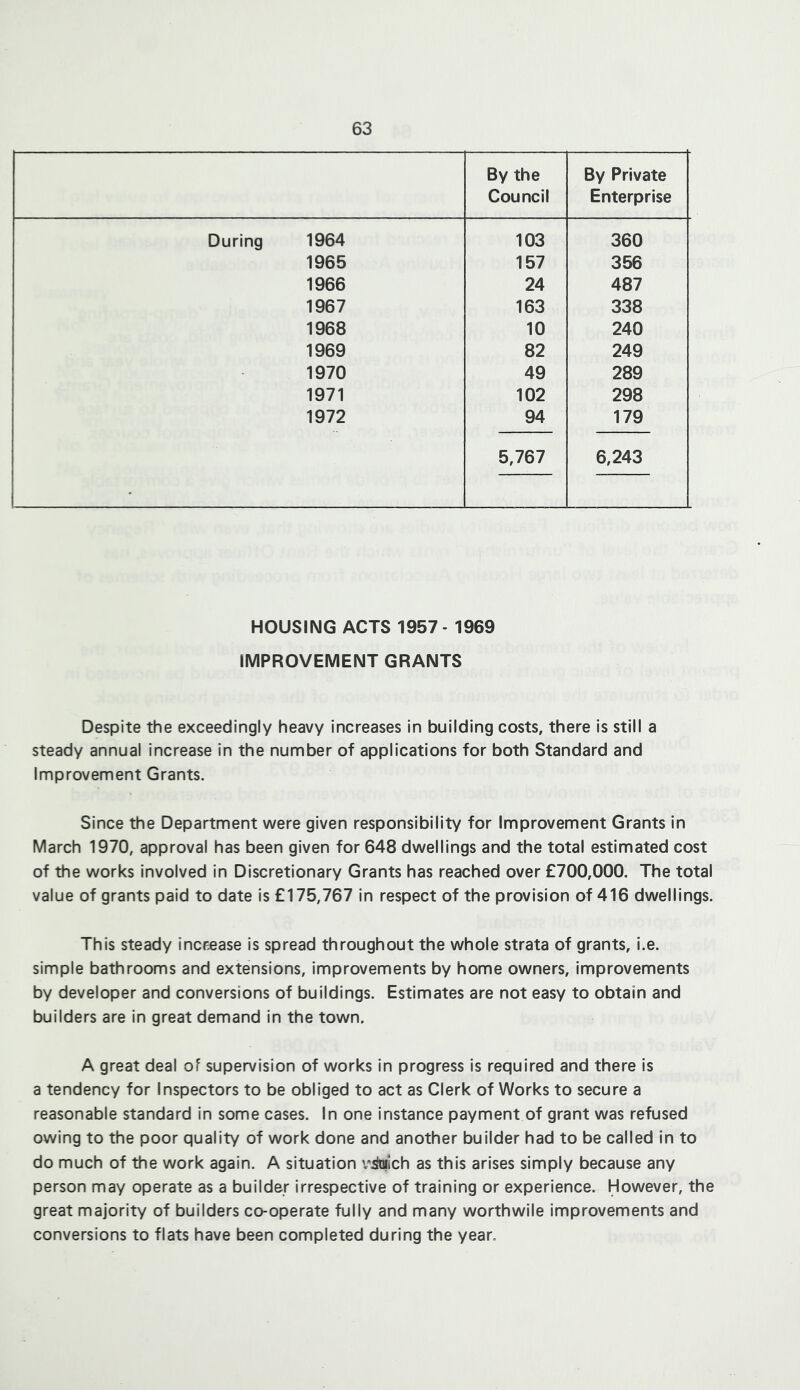 63
By the By Private
Council Enterprise
During 1964 103 360
1965 157 356
1966 24 487
1967 163 338
1968 10 240
1969 82 249
1970 49 289
1971 102 298
1972 94 179
5,767 6,243
HOUSING ACTS 1957 - 1969
IMPROVEMENT GRANTS
Despite the exceedingly heavy increases in building costs, there is still a
steady annual increase in the number of applications for both Standard and
Improvement Grants.
Since the Department were given responsibility for Improvement Grants in
March 1970, approval has been given for 648 dwellings and the total estimated cost
of the works involved in Discretionary Grants has reached over £700,000. The total
value of grants paid to date is £175,767 in respect of the provision of 416 dwellings.
This steady increase is spread throughout the whole strata of grants, i.e.
simple bathrooms and extensions, improvements by home owners, improvements
by developer and conversions of buildings. Estimates are not easy to obtain and
builders are in great demand in the town.
A great deal of supervision of works in progress is required and there is
a tendency for Inspectors to be obliged to act as Clerk of Works to secure a
reasonable standard in some cases. In one instance payment of grant was refused
owing to the poor quality of work done and another builder had to be called in to
do much of the work again. A situation as this arises simply because any
person may operate as a builder irrespective of training or experience. However, the
great majority of builders co-operate fully and many worthwile improvements and
conversions to flats have been completed during the year.